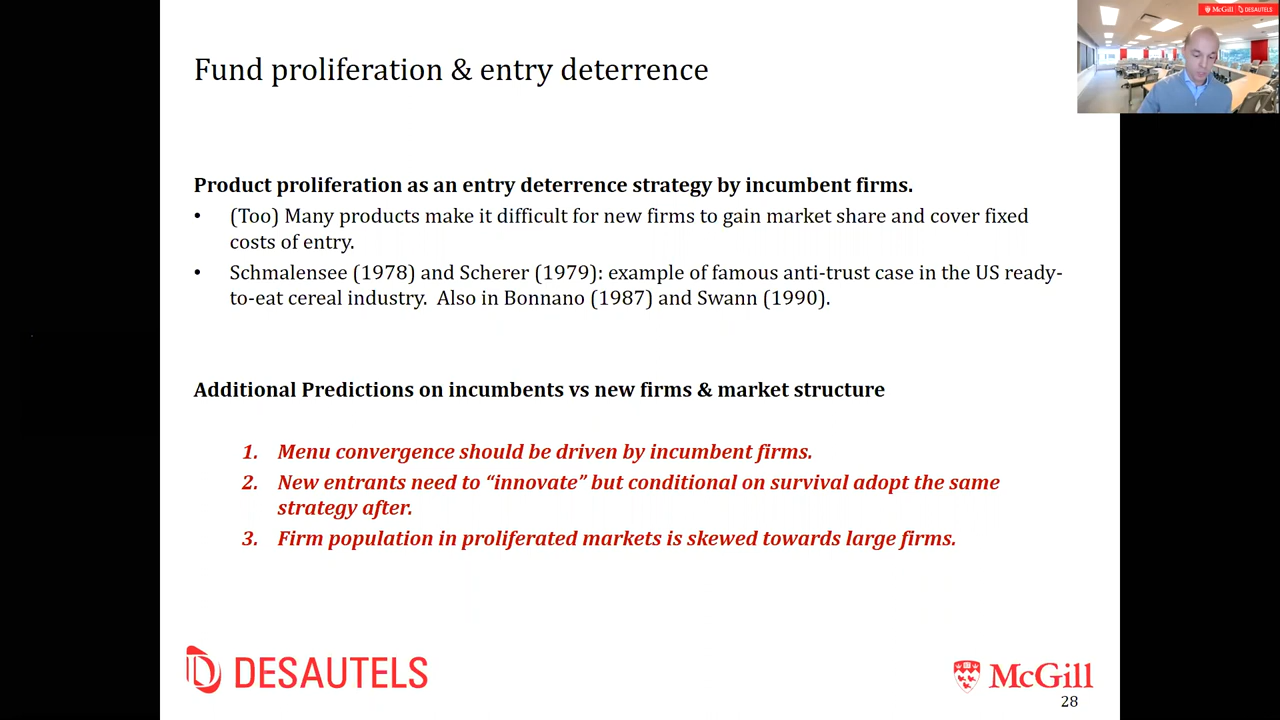 McGill DESAUTELS
Fund proliferation & entry deterrence
Product proliferation as an entry deterrence strategy by incumbent firms.
• (Too) Many products make it difficult for new firms to gain market share and cover fixed
costs of entry.
• Schmalensee (1978) and Scherer (1979): example of famous anti-trust case in the US ready-
to-eat cereal industry. Also in Bonnano (1987) and Swann (1990).
Additional Predictions on incumbents vs new firms & market structure
1. Menu convergence should be driven by incumbent firms.
2. New entrants need to “innovate” but conditional on survival adopt the same
strategy after.
3. Firm population in proliferated markets is skewed towards large firms.
DESAUTELS
McGill
28